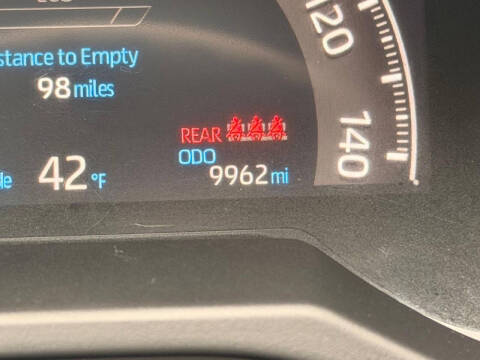 stance to Empty
98 miles
120
140
REAR
ODO
42 °F
9962 mi